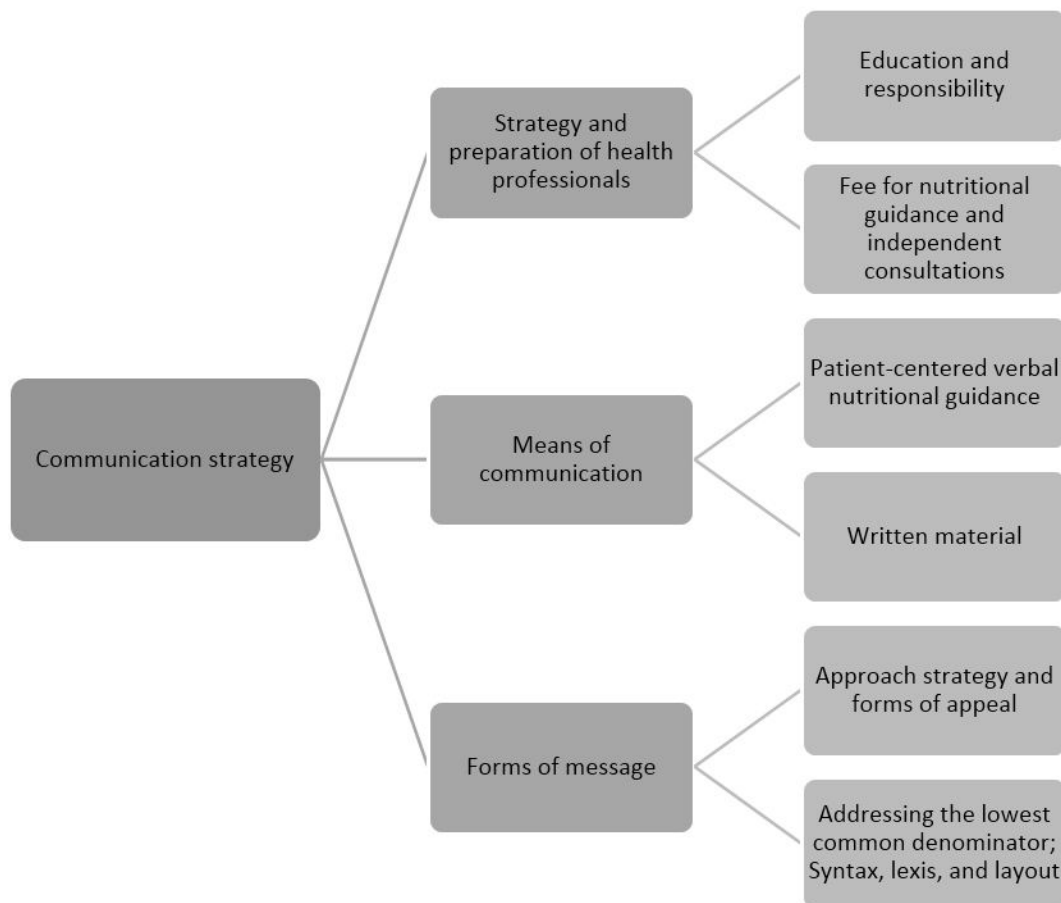 Education and
responsibility
Strategy and
preparation of health
professionals
Fee for nutritional
guidance and
independent
consultations
Patient-centered verbal
nutritional guidance
Communication strategy
Means of
communication
Written material
Approach strategy and
forms of appeal
Forms of message
Addressing the lowest
common denominator;
Syntax, lexis, and layout